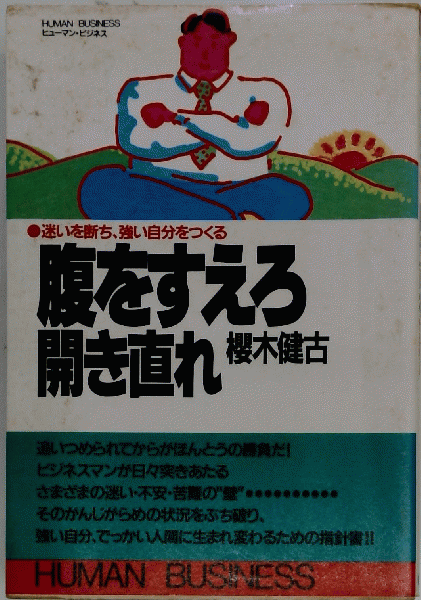 HUMAN BUSINESS
ヒューマン・ビジネス
●迷いを断ち、強い自分をつくる
腹をすえろ
開き直れ
櫻木健古
追いつめられてからがほんとうの勝負だ!
ビジネスマンが日々突きあたる
さまざまの迷い・不安・苦難の"壁"●●●●●●●●●●
そのかんじがらめの状況をぶち破り、
強い自分、でっかい人間に生まれ変わるための指針書!!
HUMAN BUSINESS